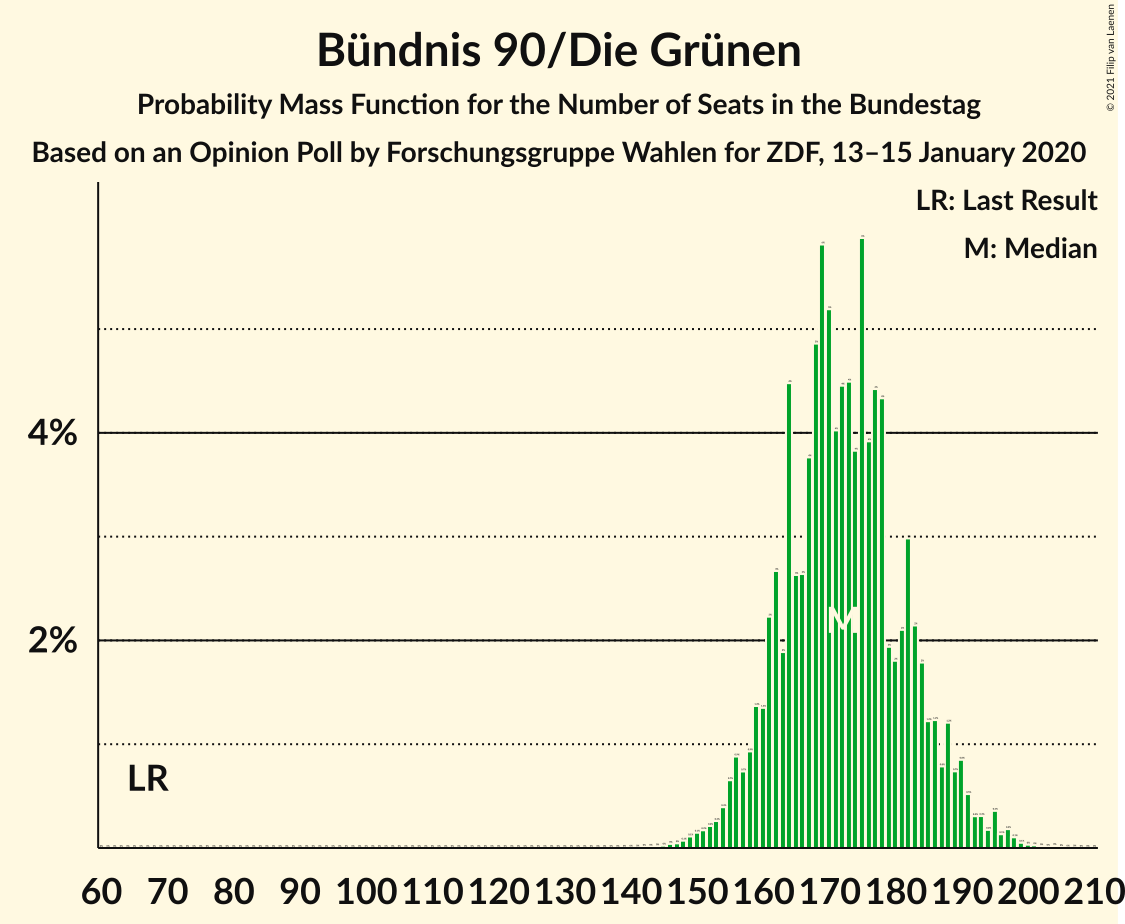 Bündnis 90/Die Grünen
Probability Mass Function for the Number of Seats in the Bundestag
Based on an Opinion Poll by Forschungsgruppe Wahlen for ZDF, 13–15 January 2020
© 2021 Filip van Laenen
LR: Last Result
M: Median
4%
2%
M
LR
60 70 80 90 100 110 120 130 140 150 160 170 180 190 200 210